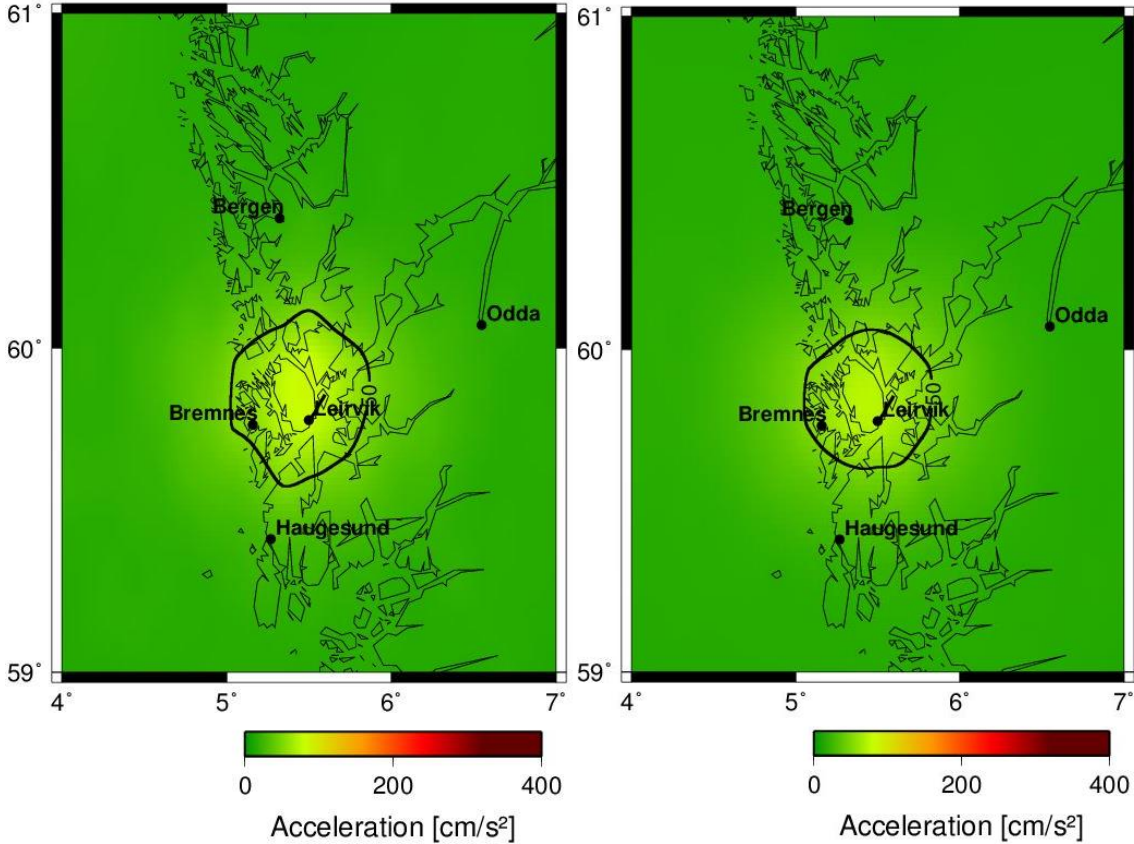 61°
Bergen
Odda
60°
50
Bremnes
Leirvik
Haugesund
59°
4° 5° 6° 7°
0 200 400
Acceleration [cm/s²]
Bergen
Odda
60°
50
Bremnes
Leirvik
Haugesund
59°
4° 5° 6° 7°
0 200 400
Acceleration [cm/s²]
61°